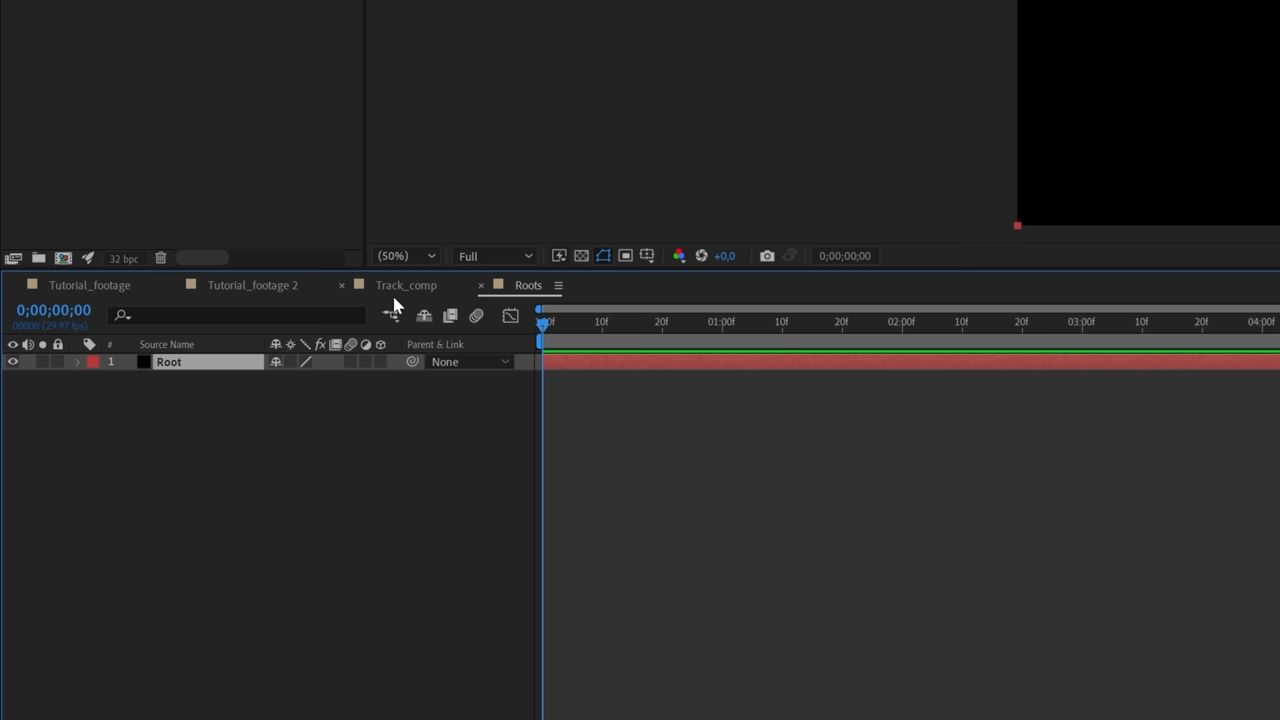 32 bpc
(50%) Full +0,0 0;00;00;00
Tutorial_footage Tutorial_footage 2 × Track_comp × Roots
0;00;00;00
00000 (29.97 fps)
10f 20f 01:00f 10f 20f 02:00f 10f 20f 03:00f 10f 20f 04:00f
# Source Name fx Parent & Link
1 Root None